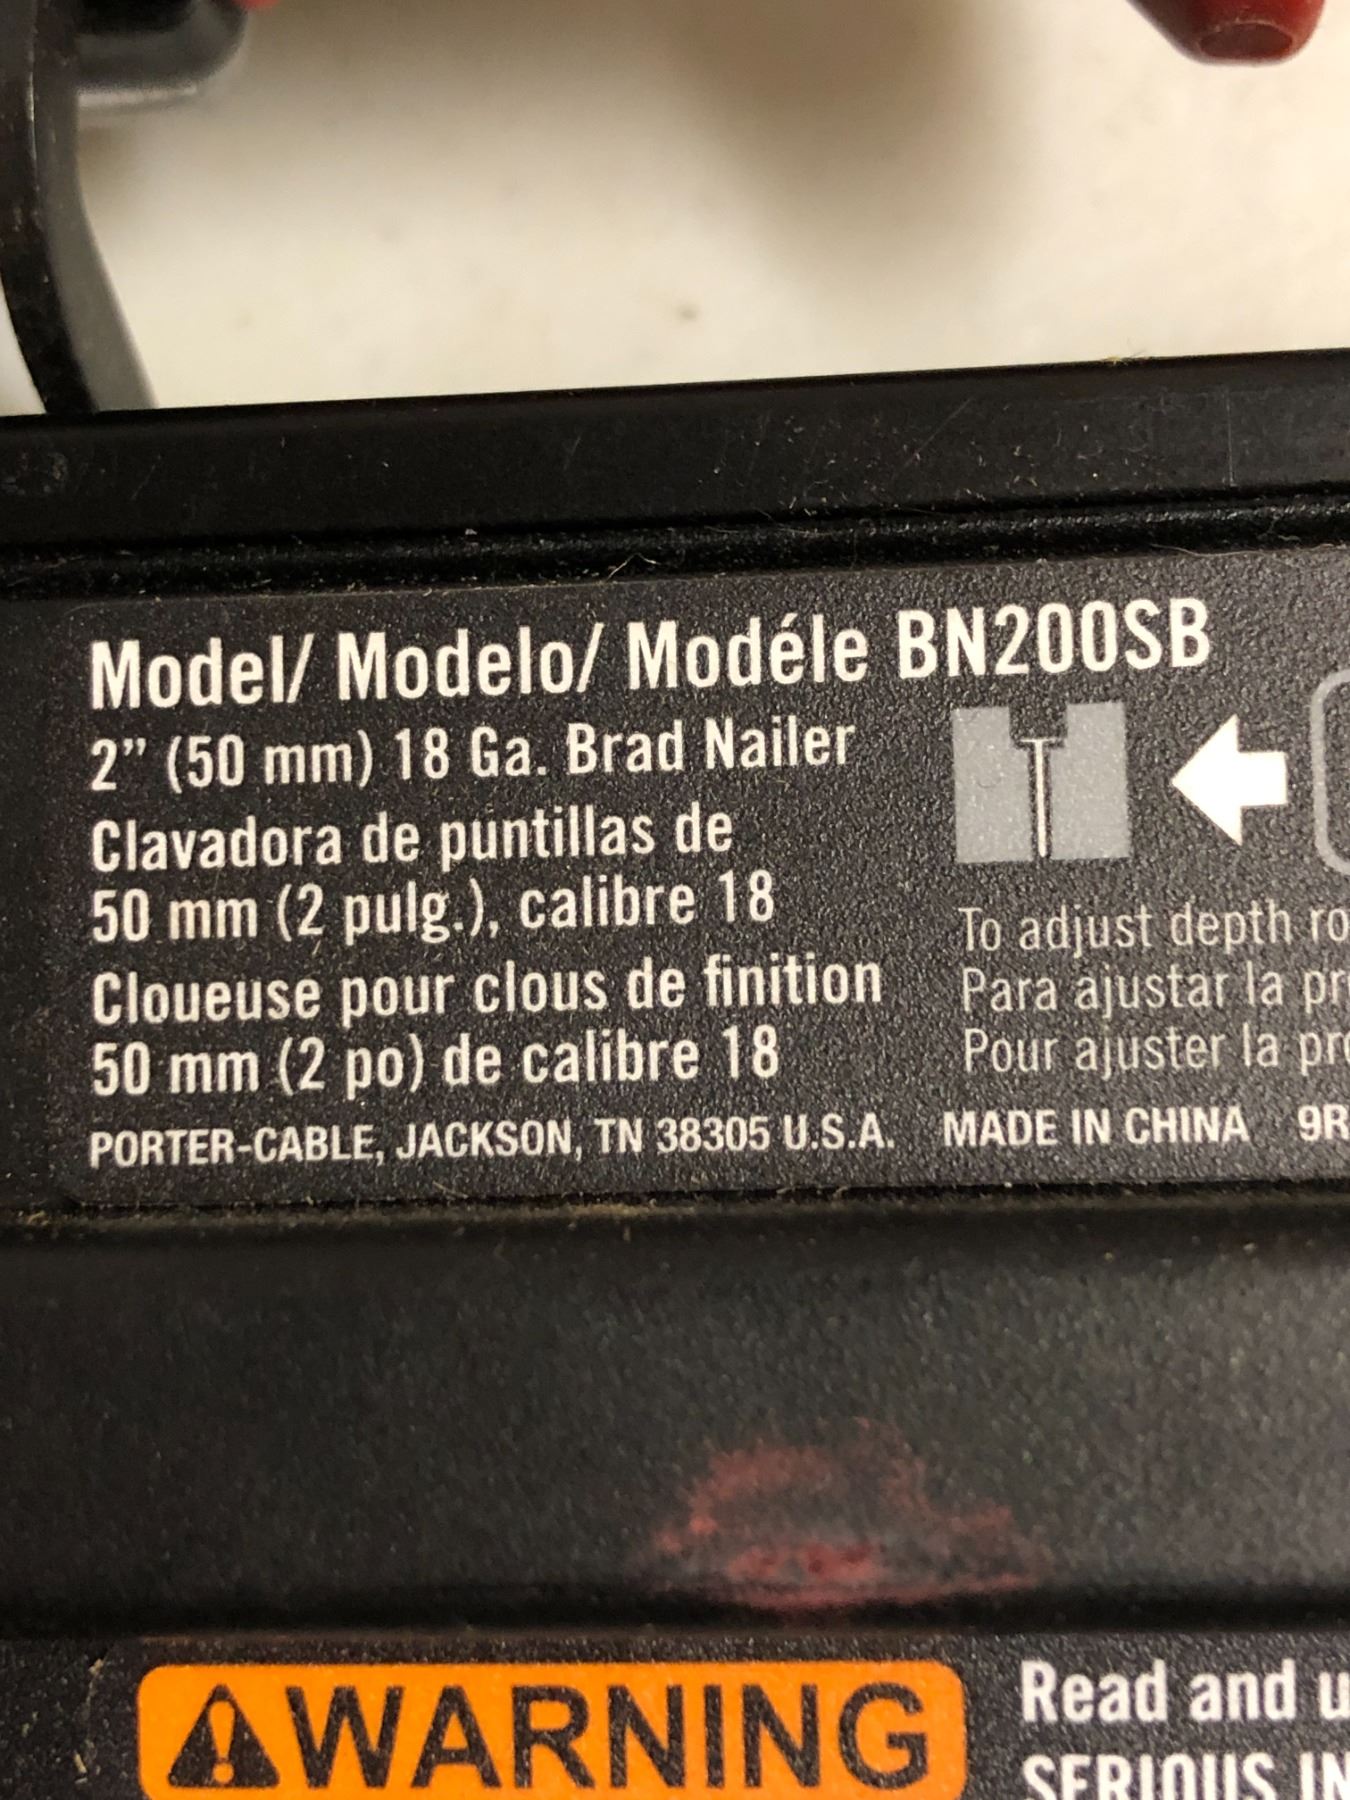 Model/ Modelo/ Modéle BN200SB
2” (50 mm) 18 Ga. Brad Nailer
Clavadora de puntillas de
50 mm (2 pulg.), calibre 18
Cloueuse pour clous de finition
50 mm (2 po) de calibre 18
PORTER-CABLE, JACKSON, TN 38305 U.S.A. MADE IN CHINA 9R
To adjust depth
Para ajustar la
Pour ajuster la
WARNING
Read and
SERIOUS